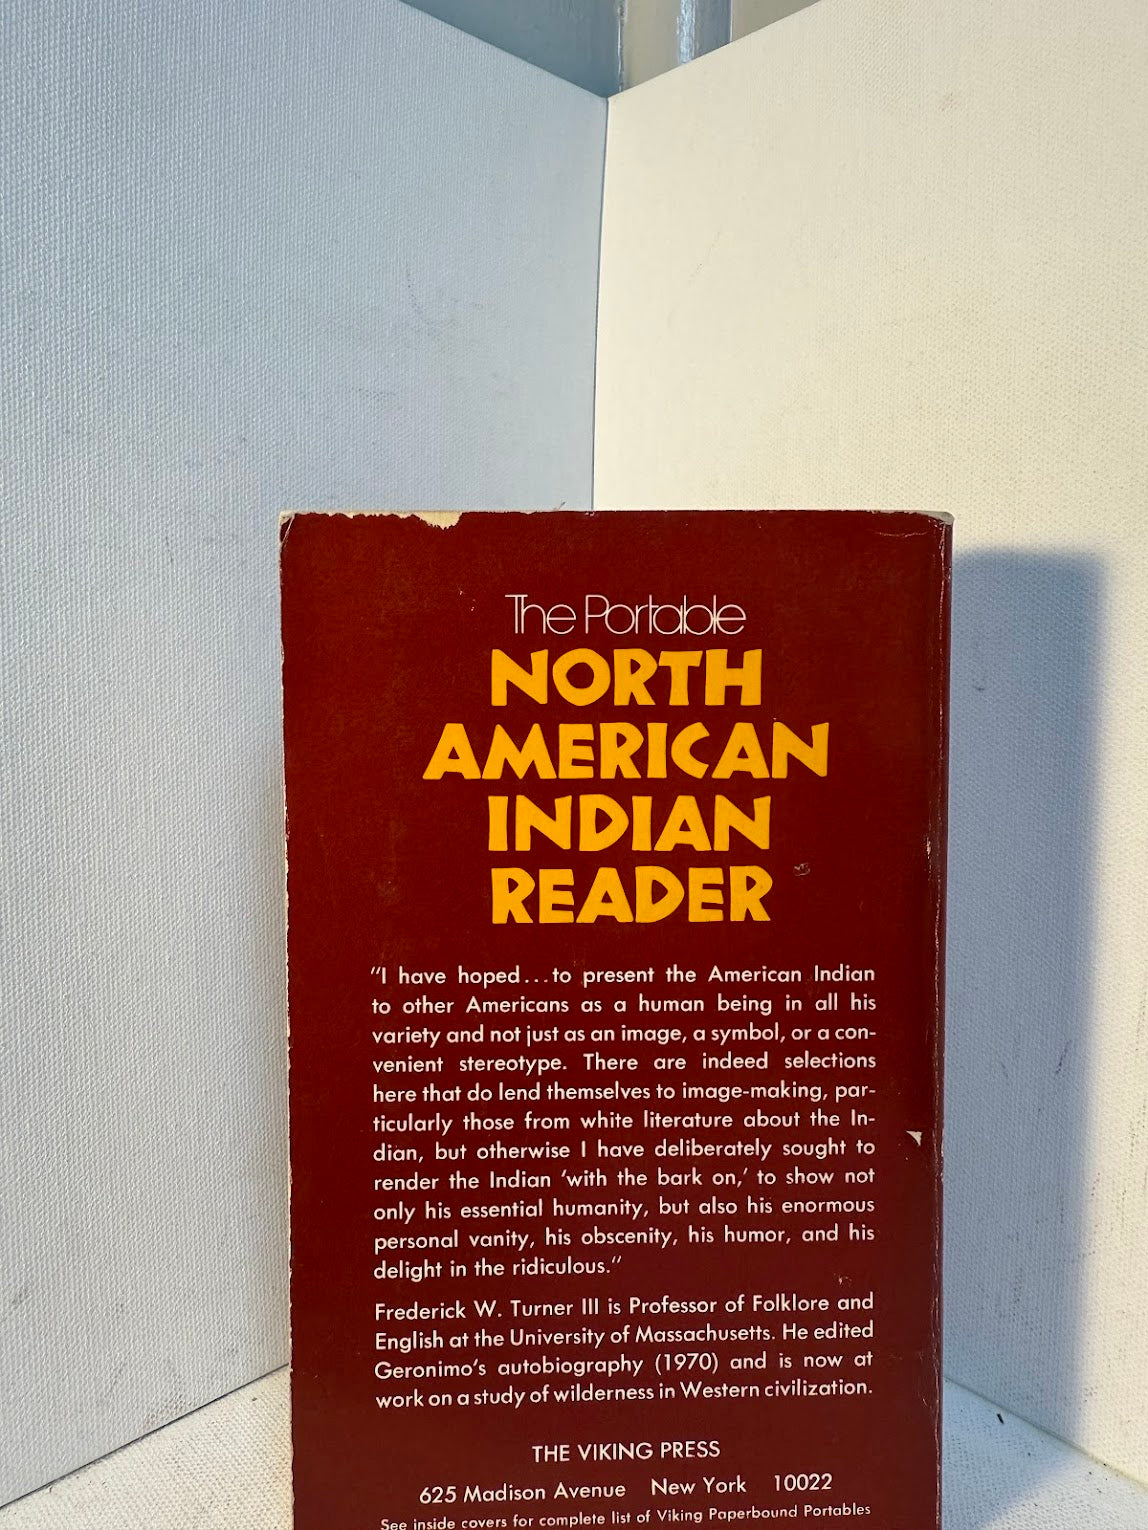 The Portable
NORTH
AMERICAN
INDIAN
READER
"I have hoped...to present the American Indian
to other Americans as a human being in all his
variety and not just as an image, a symbol, or a con-
venient stereotype. There are indeed selections
here that do lend themselves to image-making, par-
ticularly those from white literature about the In-
dian, but otherwise I have deliberately sought to
render the Indian 'with the bark on,' to show not
only his essential humanity, but also his enormous
personal vanity, his obscenity, his humor, and his
delight in the ridiculous."
Frederick W. Turner III is Professor of Folklore and
English at the University of Massachusetts. He edited
Geronimo's autobiography (1970) and is now at
work on a study of wilderness in Western civilization.
THE VIKING PRESS
625 Madison Avenue New York 10022
See inside covers for complete list of Viking Paperbound Portables